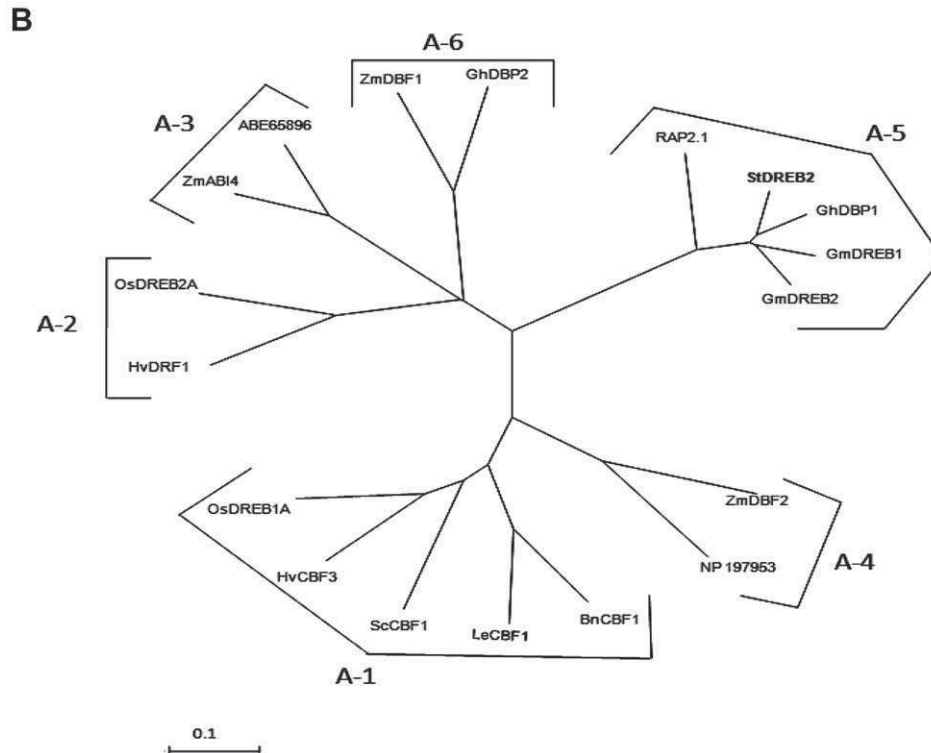 B
A-6
ZmDBF1
GhDBP2
A-3
ABE65896
ZmABI4
A-5
RAP2.1
StDREB2
GhDBP1
GmDREB1
GmDREB2
A-2
OsDREB2A
HvDRF1
OsDREB1A
HvCBF3
ScCBF1
LeCBF1
BnCBF1
A-1
ZmDBF2
NP 197953
A-4
0.1